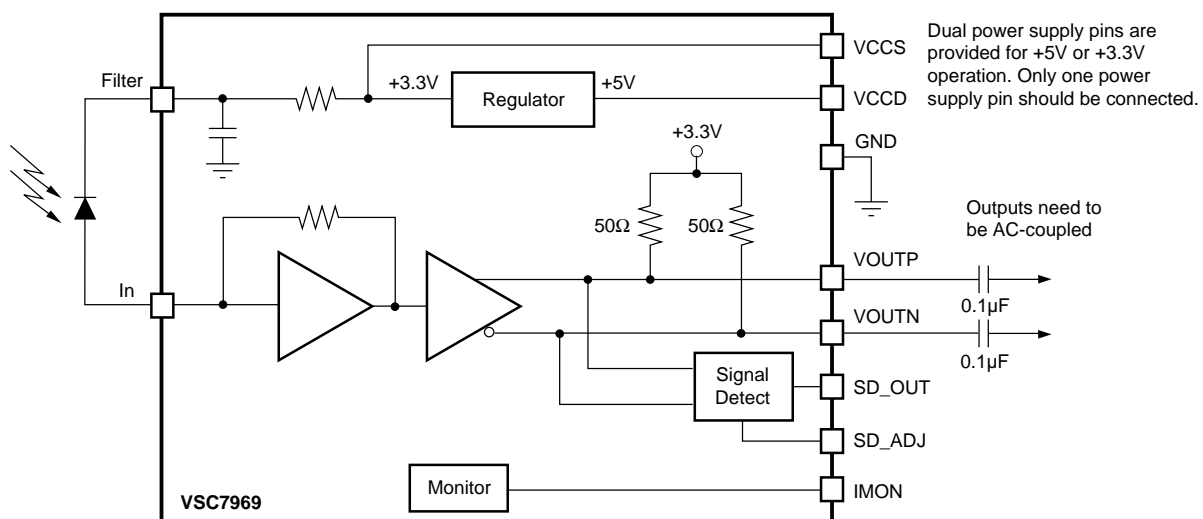 VCCS
Dual power supply pins are
provided for +5V or +3.3V
operation. Only one power
supply pin should be connected.
Filter
+3.3V
Regulator
+5V
VCCD
+3.3V
GND
50Ω
50Ω
Outputs need to
be AC-coupled
VOUTP
In
0.1µF
VOUTN
0.1µF
Signal
Detect
SD_OUT
SD_ADJ
Monitor
IMON
VSC7969